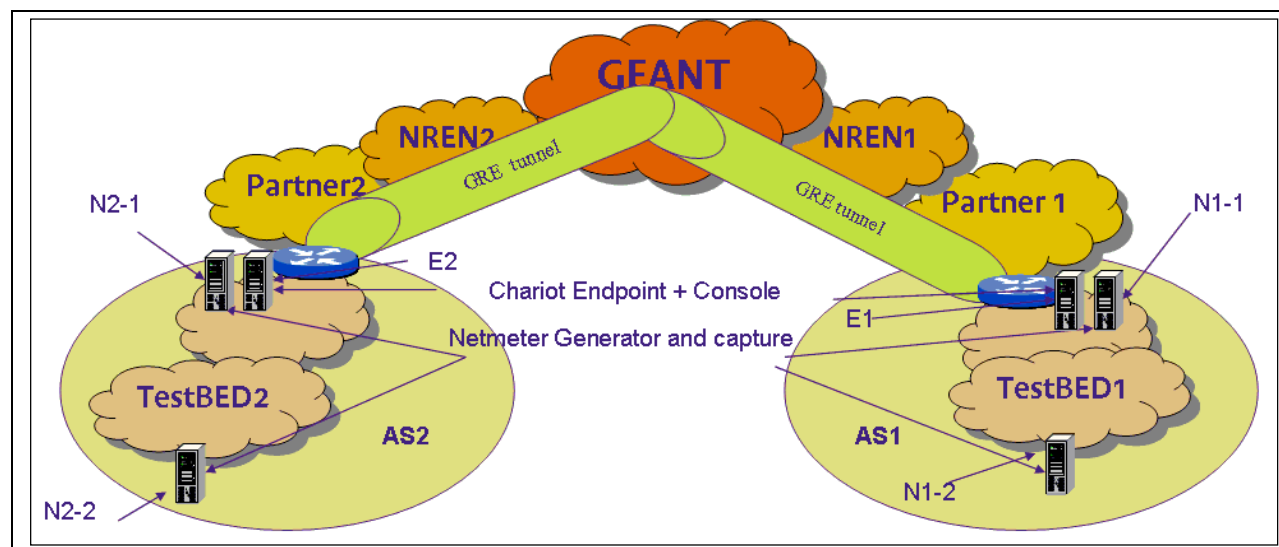 GEANT
NREN2
NREN1
GRE tunnel
GRE tunnel
Partner2
Partner 1
N2-1
N1-1
E2
Chariot Endpoint + Console
E1
Netmeter Generator and capture
TestBED2
TestBED1
AS2
AS1
N2-2
N1-2